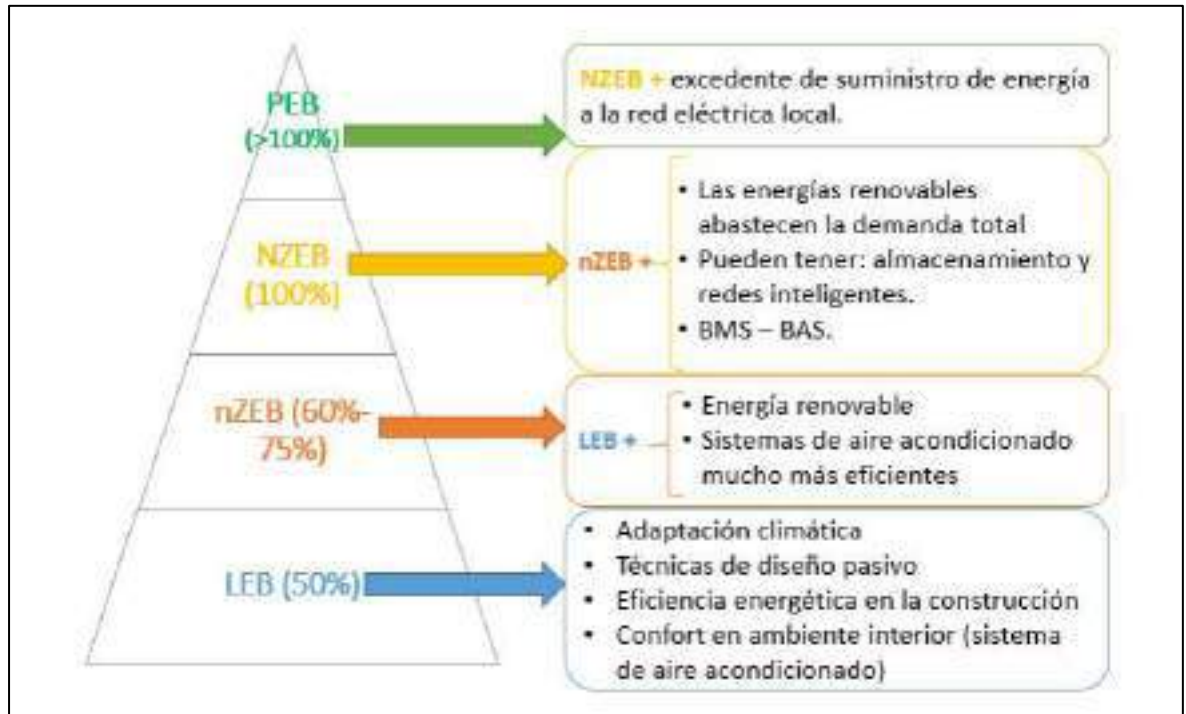 PEB
(>100%)
NZEB + excedente de suministro de energía
a la red eléctrica local.
NZEB
(100%)
nZEB +
• Las energías renovables
abastecen la demanda total
• Pueden tener: almacenamiento y
redes inteligentes.
• BMS – BAS.
nZEB (60%-
75%)
LEB +
• Energía renovable
• Sistemas de aire acondicionado
mucho más eficientes
LEB (50%)
• Adaptación climática
• Técnicas de diseño pasivo
• Eficiencia energética en la construcción
• Confort en ambiente interior (sistema
de aire acondicionado)